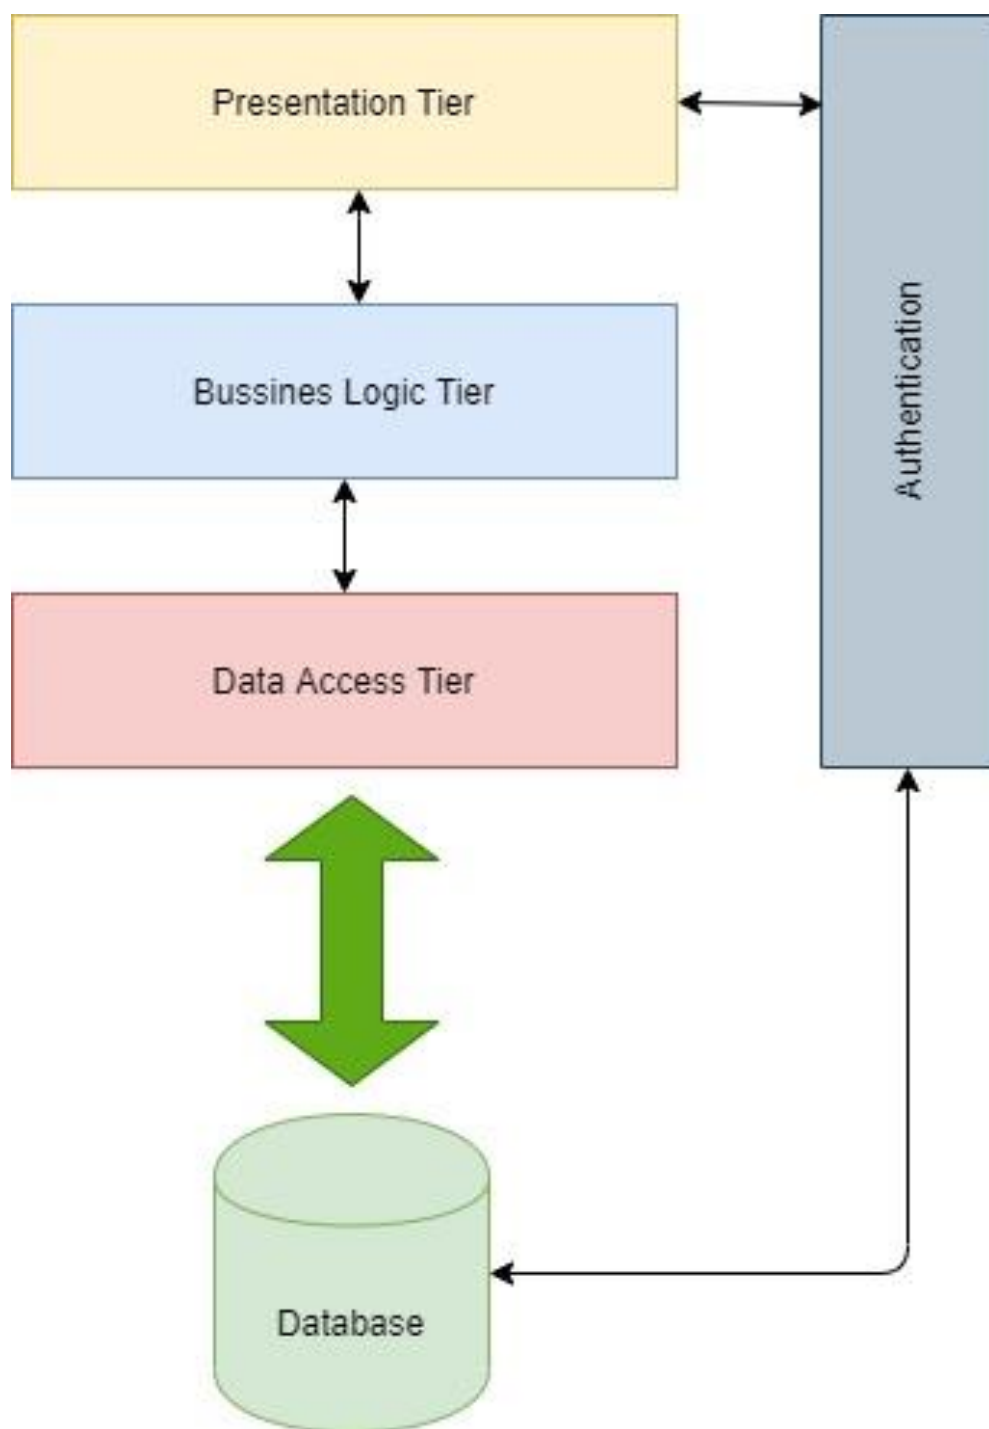 Presentation Tier
Bussines Logic Tier
Authentication
Data Access Tier
Database